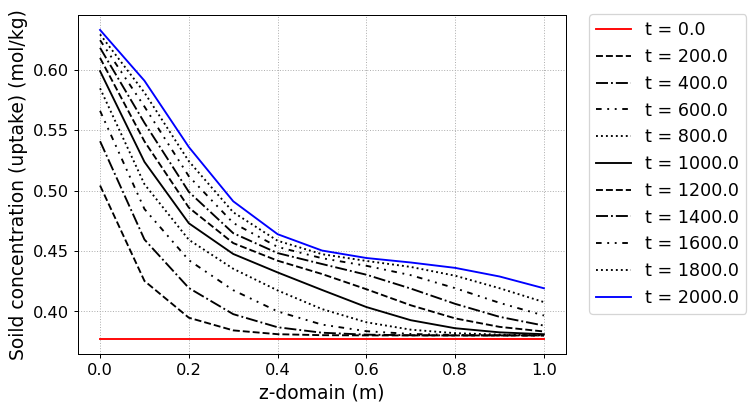 Soild concentration (uptake) (mol/kg)
0.60
0.55
0.50
0.45
0.40
0.0 0.2 0.4 0.6 0.8 1.0
z-domain (m)
t = 0.0
t = 200.0
t = 400.0
t = 600.0
t = 800.0
t = 1000.0
t = 1200.0
t = 1400.0
t = 1600.0
t = 1800.0
t = 2000.0